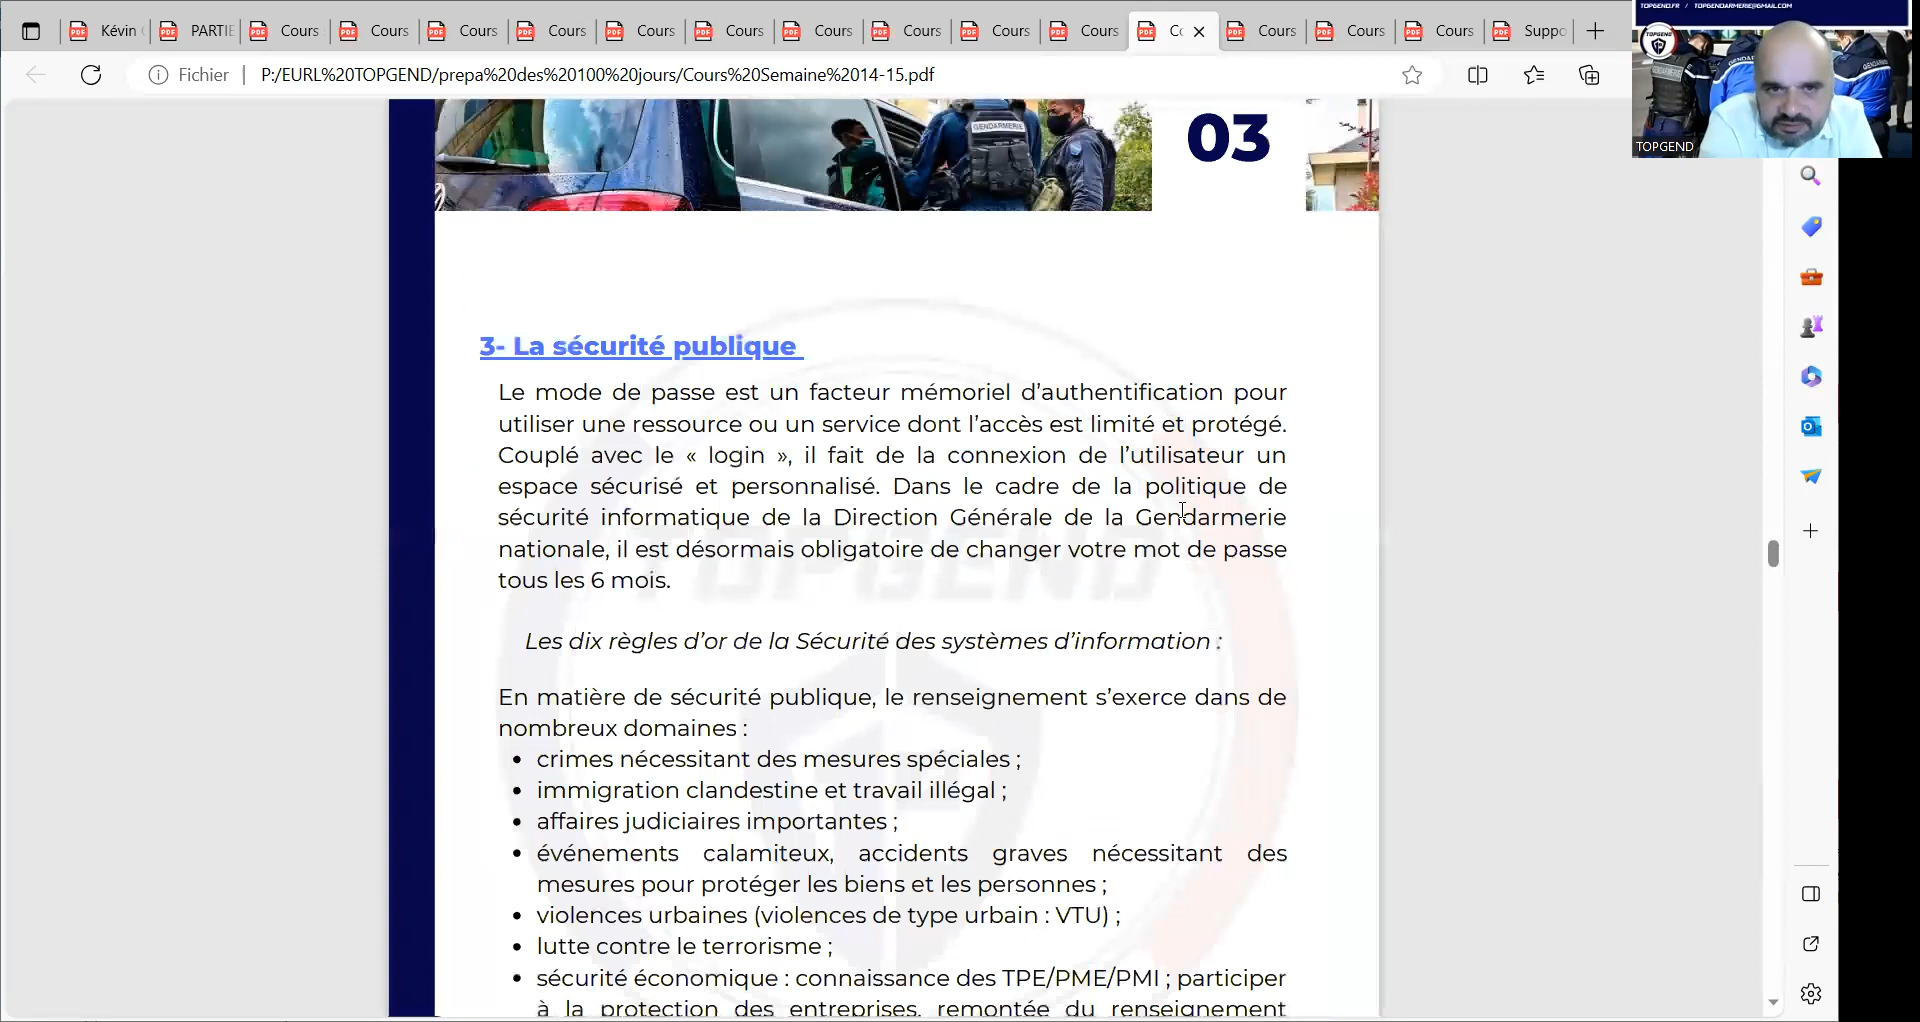 Kévin
PARTIE
Cours
Cours
Cours
Cours
Cours
Cours
Cours
Cours
Cours
Cours
Cours
Cours
Cours
Suppo
Fichier
P:/EURL%20TOPGEND/prepa%20des%20100%20jours/Cours%20Semaine%2014-15.pdf
TOPGEND.FR / TOPGENDARMERIE@GMAIL.COM
TOPGEND
GENDARMERIE
03
3- La sécurité publique
Le mode de passe est un facteur mémoriel d’authentification pour
utiliser une ressource ou un service dont l’accès est limité et protégé.
Couplé avec le « login », il fait de la connexion de l’utilisateur un
espace sécurisé et personnalisé. Dans le cadre de la politique de
sécurité informatique de la Direction Générale de la Gendarmerie
nationale, il est désormais obligatoire de changer votre mot de passe
tous les 6 mois.
TOPGEND
Les dix règles d’or de la Sécurité des systèmes d’information :
En matière de sécurité publique, le renseignement s’exerce dans de
nombreux domaines :
• crimes nécessitant des mesures spéciales ;
• immigration clandestine et travail illégal ;
• affaires judiciaires importantes ;
• événements calamiteux, accidents graves nécessitant des
mesures pour protéger les biens et les personnes ;
• violences urbaines (violences de type urbain : VTU) ;
• lutte contre le terrorisme ;
• sécurité économique : connaissance des TPE/PME/PMI ; participer
à la protection des entreprises, remontée du renseignement